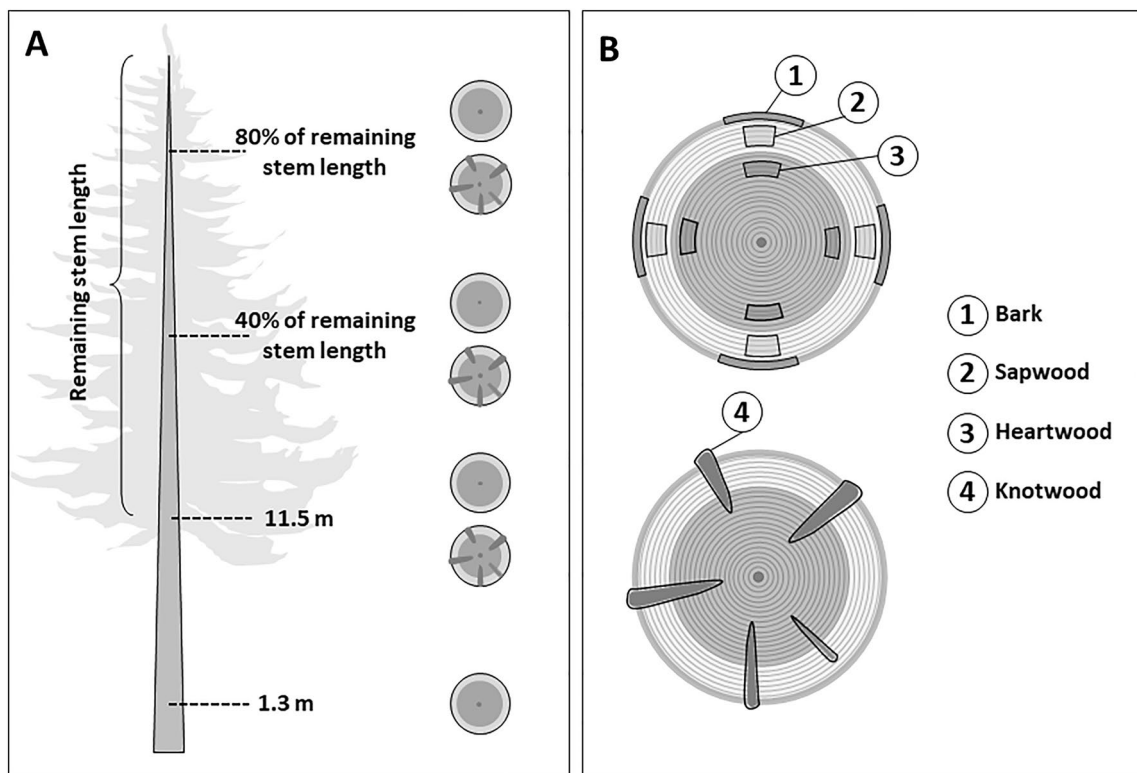 A
80% of remaining
stem length
Remaining stem length
40% of remaining
stem length
11.5 m
1.3 m
B
1
2
3
4
1 Bark
2 Sapwood
3 Heartwood
4 Knotwood